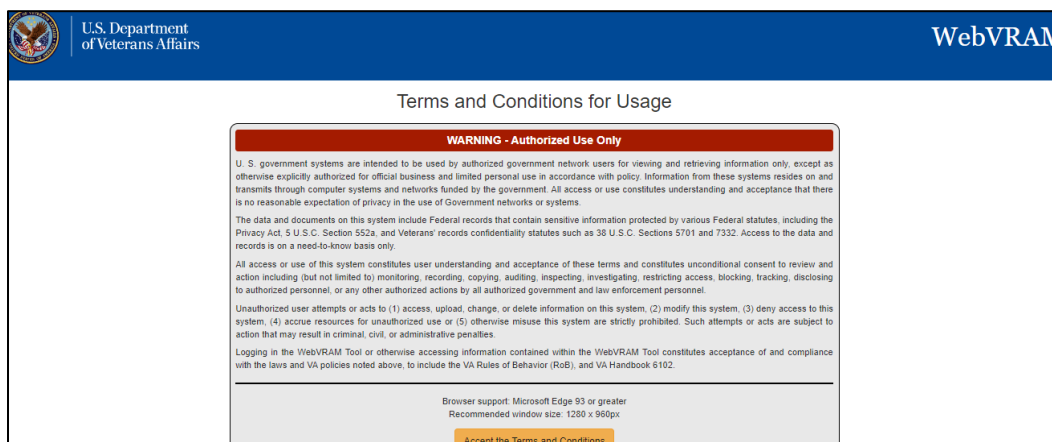 U.S. Department
of Veterans Affairs
WebVRAM
Terms and Conditions for Usage
WARNING - Authorized Use Only
U. S. government systems are intended to be used by authorized government network users for viewing and retrieving information only, except as
otherwise explicitly authorized for official business and limited personal use in accordance with policy. Information from these systems resides on and
transmits through computer systems and networks funded by the government. All access or use constitutes understanding and acceptance that there
is no reasonable expectation of privacy in the use of Government networks or systems.
The data and documents on this system include Federal records that contain sensitive information protected by various Federal statutes, including the
Privacy Act, 5 U.S.C. Section 552a, and Veterans' records confidentiality statutes such as 38 U.S.C. Sections 5701 and 7332. Access to the data and
records is on a need-to-know basis only.
All access or use of this system constitutes user understanding and acceptance of these terms and constitutes unconditional consent to review and
action including (but not limited to) monitoring, recording, copying, auditing, inspecting, investigating, restricting access, blocking, tracking, disclosing
to authorized personnel, or any other authorized actions by all authorized government and law enforcement personnel.
Unauthorized user attempts or acts to (1) access, upload, change, or delete information on this system, (2) modify this system, (3) deny access to this
system, (4) accrue resources for unauthorized use or (5) otherwise misuse this system are strictly prohibited. Such attempts or acts are subject to
action that may result in criminal, civil, or administrative penalties.
Logging in the WebVRAM Tool or otherwise accessing information contained within the WebVRAM Tool constitutes acceptance of and compliance
with the laws and VA policies noted above, to include the VA Rules of Behavior (RoB), and VA Handbook 6102.
Browser support: Microsoft Edge 93 or greater
Recommended window size: 1280 x 960px
Accept the Terms and Conditions